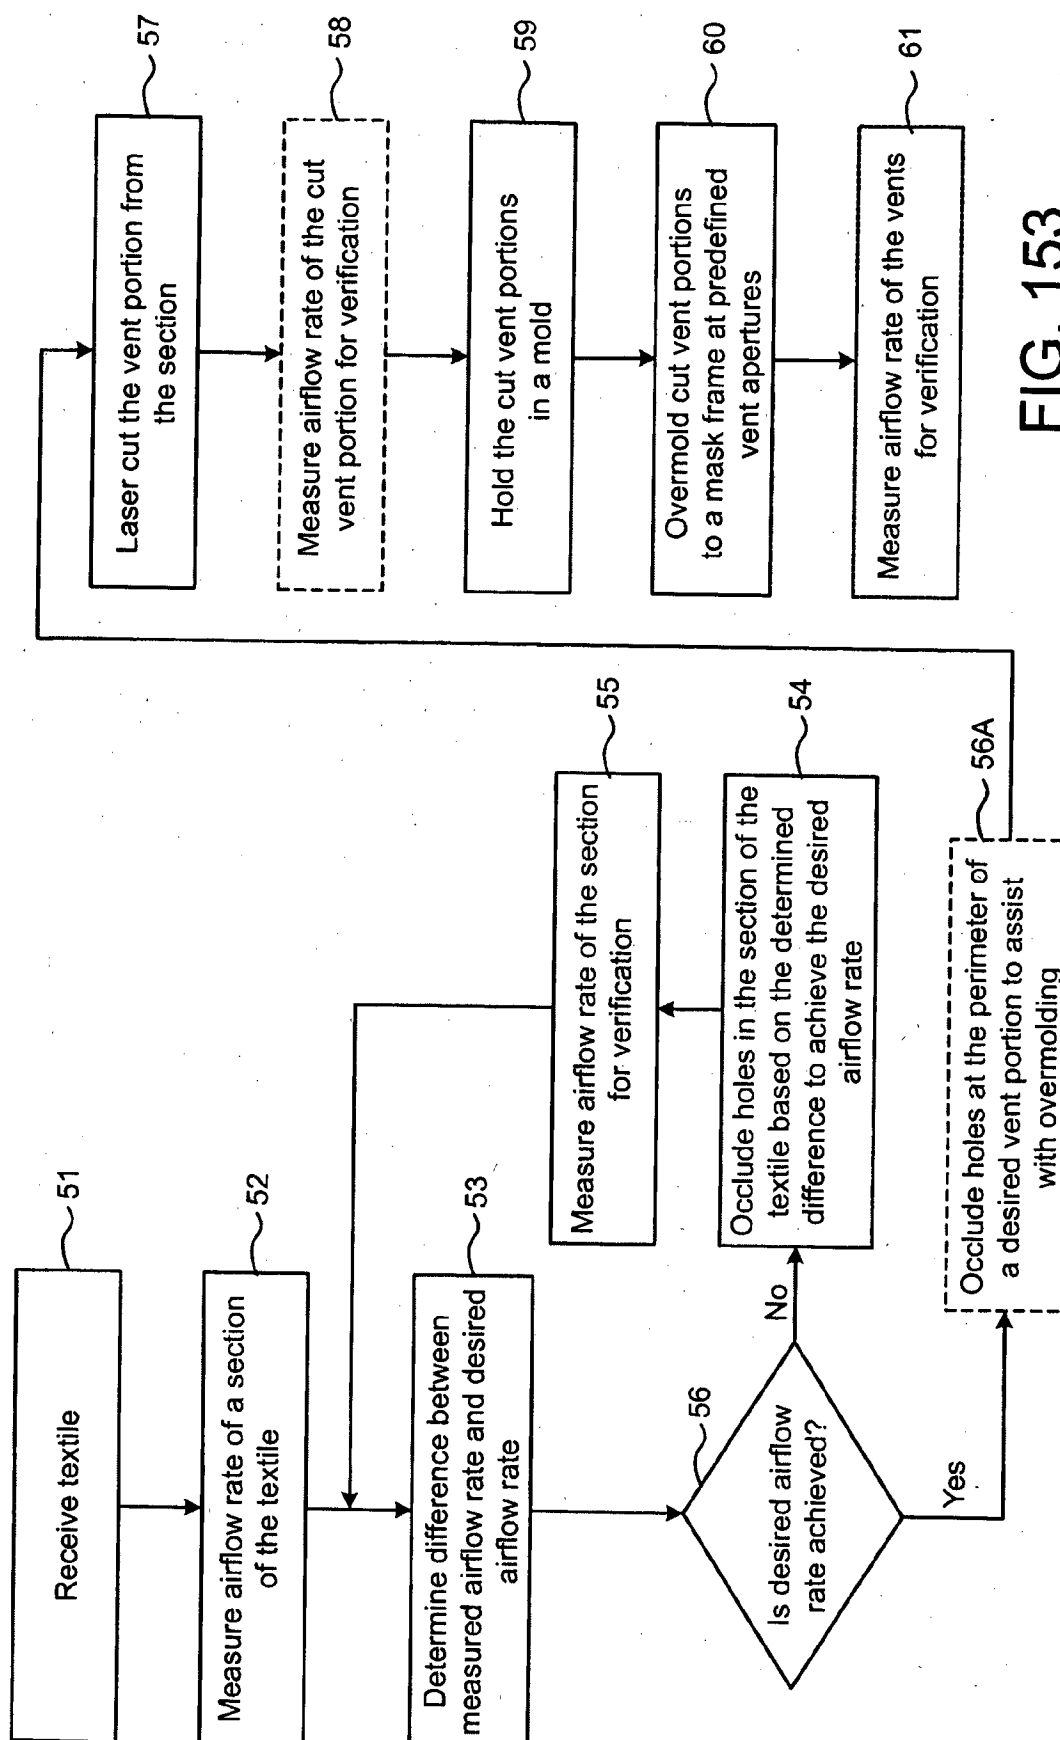 Receive textile
51
Measure airflow rate of a section
of the textile
52
Determine difference between
measured airflow rate and desired
airflow rate
53
Is desired airflow
rate achieved?
56
No
Yes
Occlude holes in the section of the
textile based on the determined
difference to achieve the desired
airflow rate
54
Measure airflow rate of the section
for verification
55
Occlude holes at the perimeter of
a desired vent portion to assist
with overmolding
56A
Laser cut the vent portion from
the section
57
Measure airflow rate of the cut
vent portion for verification
58
Hold the cut vent portions
in a mold
59
Overmold cut vent portions
to a mask frame at predefined
vent apertures
60
Measure airflow rate of the vents
for verification
61
FIG. 153